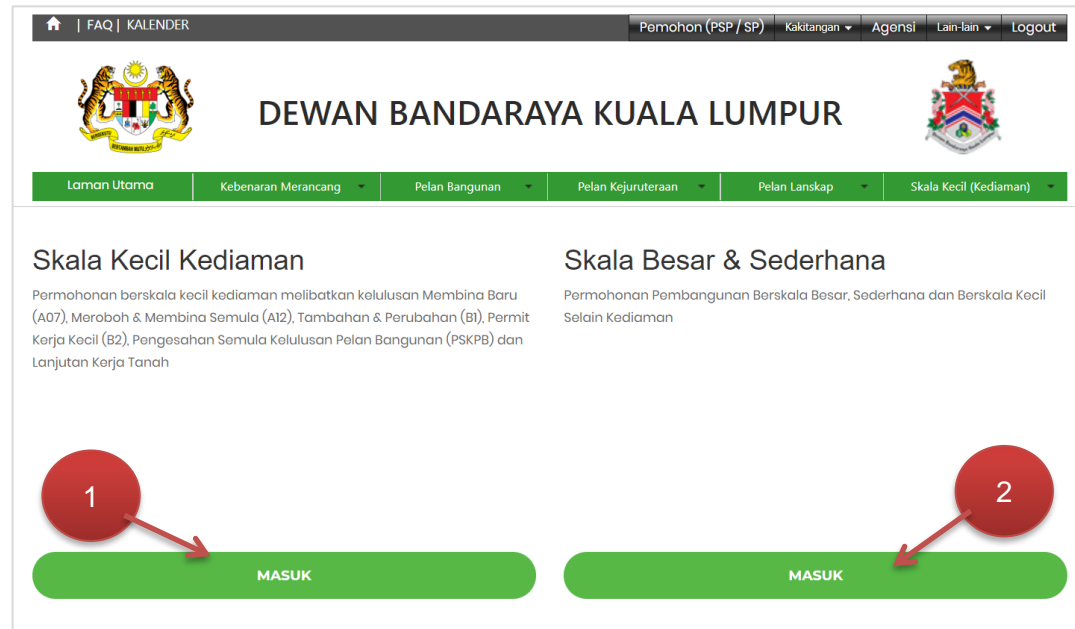 | FAQ | KALENDER
Pemohon (PSP / SP) Kakitangan Agensi Lain-lain Logout
DEWAN BANDARAYA KUALA LUMPUR
Laman Utama Kebenaran Merancang Pelan Bangunan Pelan Kejuruteraan Pelan Lanskap Skala Kecil (Kediaman)
Skala Kecil Kediaman
Permohonan berskala kecil kediaman melibatkan kelulusan Membina Baru
(A07), Meroboh & Membina Semula (A12), Tambahan & Perubahan (B1), Permit
Kerja Kecil (B2), Pengesahan Semula Kelulusan Pelan Bangunan (PSKPB) dan
Lanjutan Kerja Tanah
Skala Besar & Sederhana
Permohonan Pembangunan Berskala Besar, Sederhana dan Berskala Kecil
Selain Kediaman
1
2
MASUK
MASUK